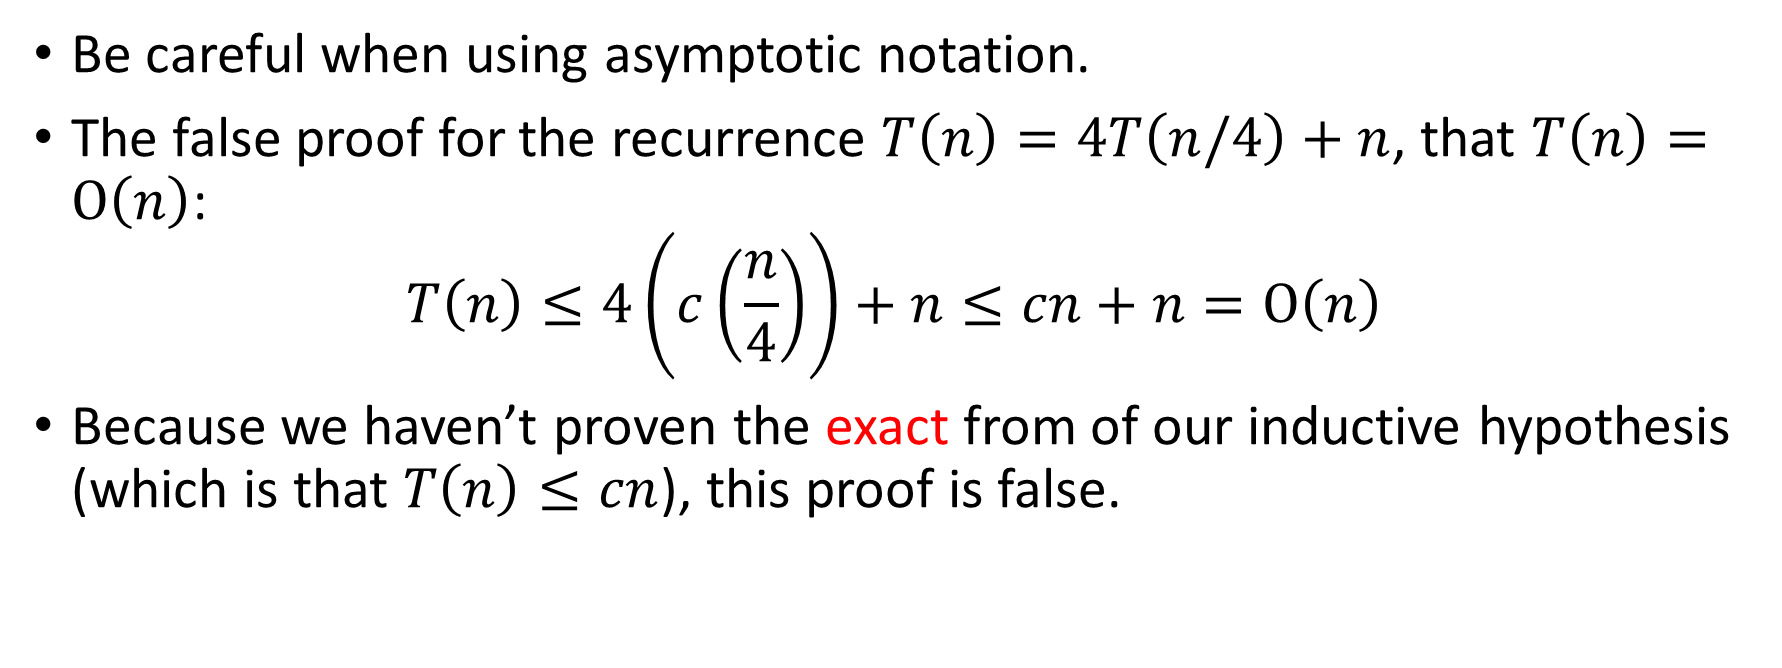 • Be careful when using asymptotic notation.
• The false proof for the recurrence T(n) = 4T(n/4) + n, that T(n) =
O(n):
T(n) ≤ 4(c(n/4)) + n ≤ cn + n = O(n)
• Because we haven’t proven the exact from of our inductive hypothesis
(which is that T(n) ≤ cn), this proof is false.